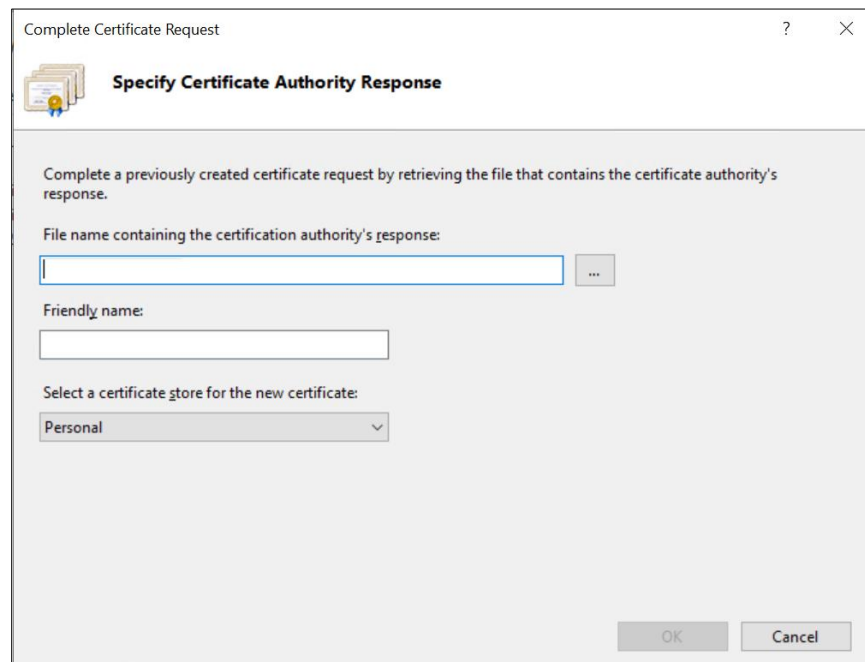 Complete Certificate Request
?
Specify Certificate Authority Response
Complete a previously created certificate request by retrieving the file that contains the certificate authority's
response.
File name containing the certification authority's response:
...
Friendly name:
Select a certificate store for the new certificate:
Personal
OK
Cancel